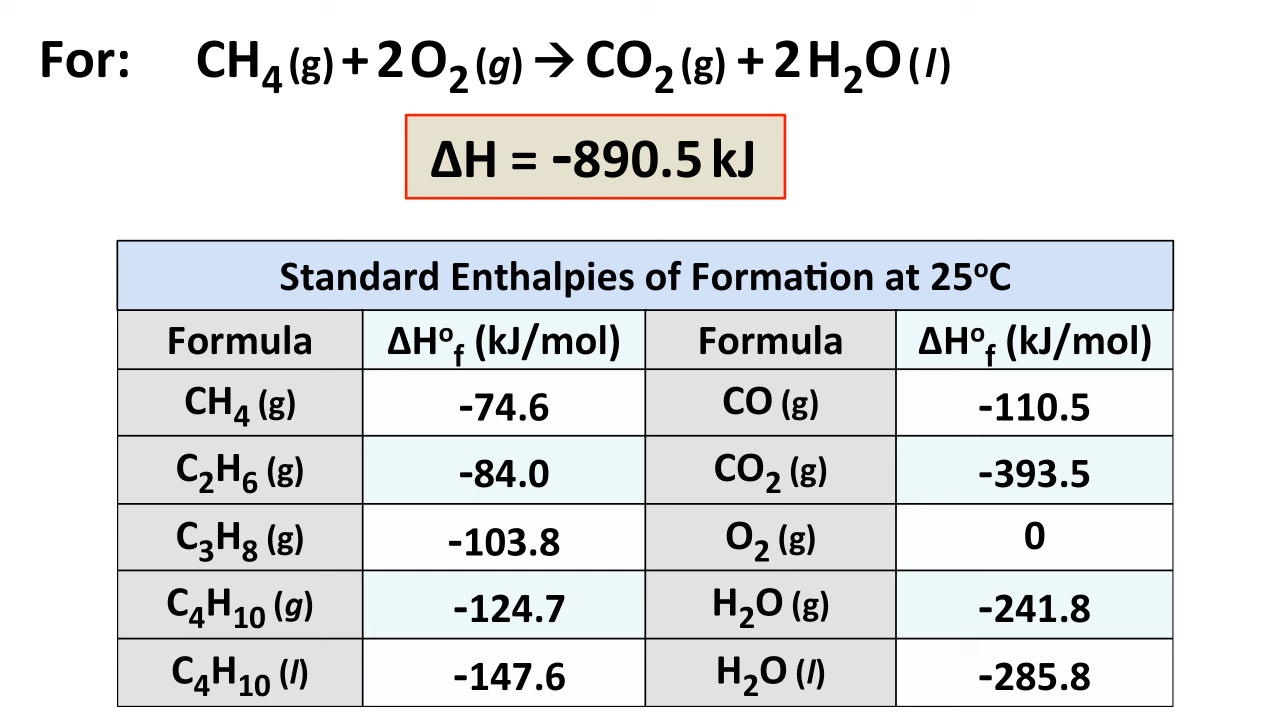 For: CH₄ (g) + 2 O₂ (g) → CO₂ (g) + 2 H₂O (l)
ΔH = -890.5 kJ
Standard Enthalpies of Formation at 25ºC
Formula ΔHºf (kJ/mol) Formula ΔHºf (kJ/mol)
CH₄ (g) -74.6 CO (g) -110.5
C₂H₆ (g) -84.0 CO₂ (g) -393.5
C₃H₈ (g) -103.8 O₂ (g) 0
C₄H₁₀ (g) -124.7 H₂O (g) -241.8
C₄H₁₀ (l) -147.6 H₂O (l) -285.8